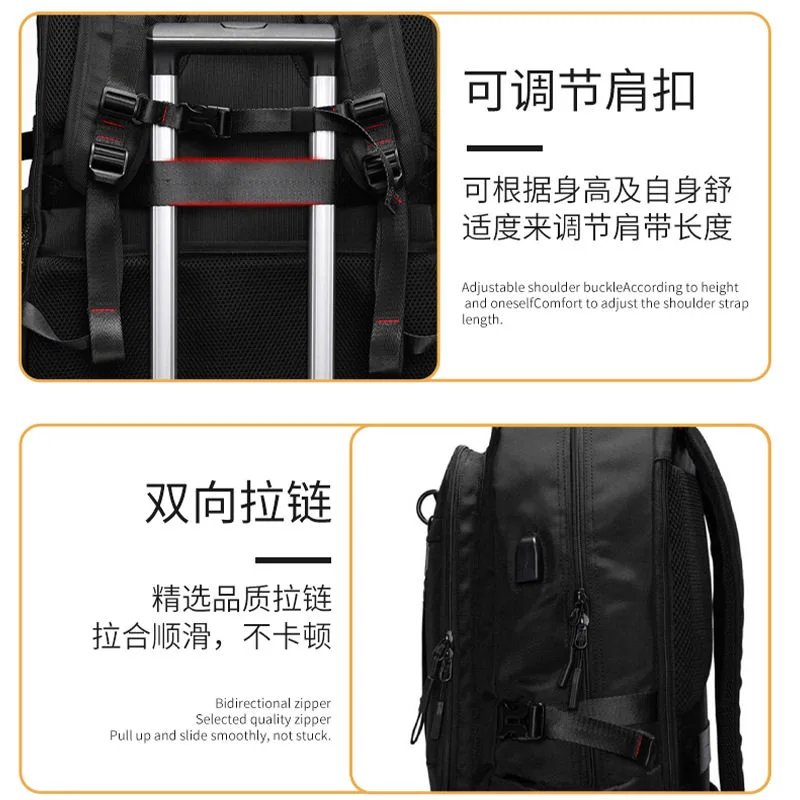 可调节肩扣
可根据身高及自身舒
适度来调节肩带长度
Adjustable shoulder buckleAccording to height
and oneselfComfort to adjust the shoulder strap
length.
双向拉链
精选品质拉链
拉合顺滑，不卡顿
Bidirectional zipper
Selected quality zipper
Pull up and slide smoothly, not stuck.